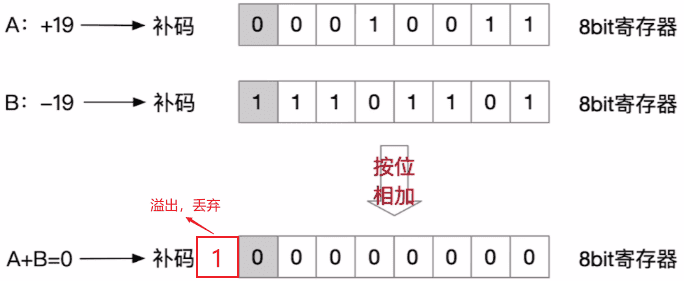 A：+19 补码 0 0 0 1 0 0 1 1 8bit寄存器
B：−19 补码 1 1 1 0 1 1 0 1 8bit寄存器
按位
相加
溢出，丢弃
A+B=0 补码 1 0 0 0 0 0 0 0 0 8bit寄存器